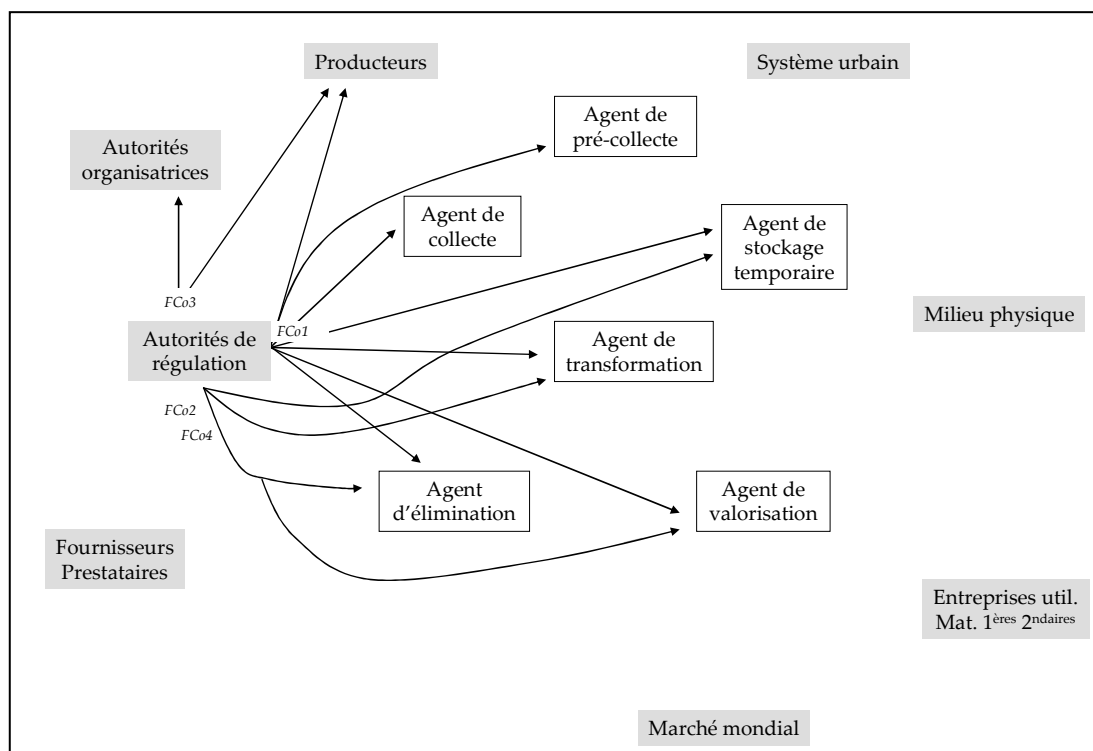 Producteurs
Système urbain
Agent de
pré-collecte
Autorités
organisatrices
Agent de
collecte
Agent de
stockage
temporaire
FCo3
Milieu physique
FCo1
Autorités de
régulation
Agent de
transformation
FCo2
FCo4
Agent
d'élimination
Agent de
valorisation
Fournisseurs
Prestataires
Entreprises util.
Mat. 1ères 2ndaires
Marché mondial